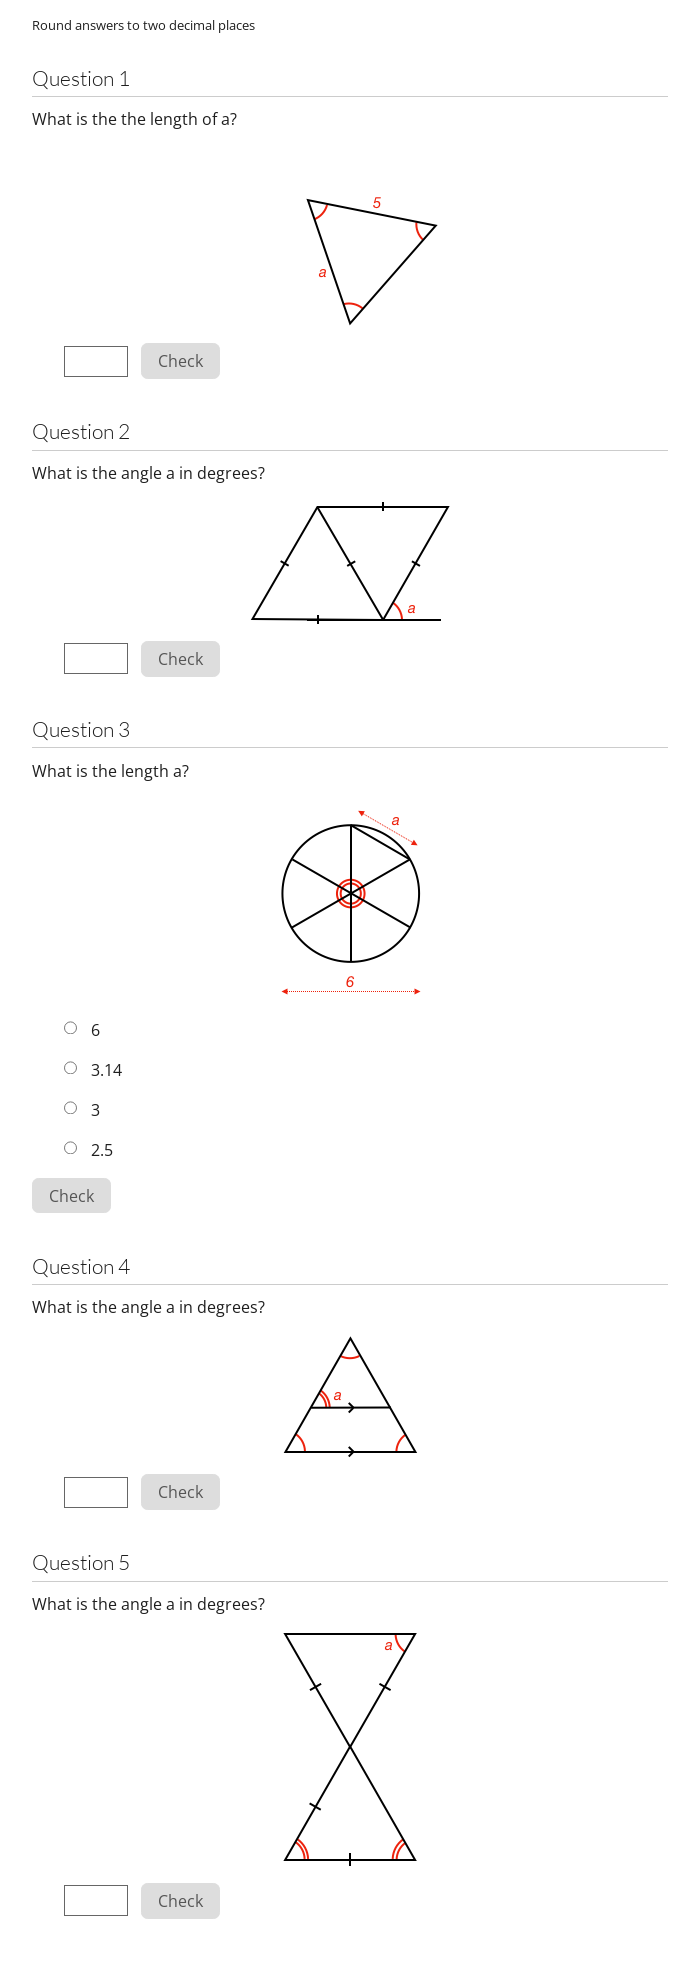 Round answers to two decimal places
Question 1
What is the the length of a?
5
a
Check
Question 2
What is the angle a in degrees?
a
Check
Question 3
What is the length a?
a
6
6
3.14
3
2.5
Check
Question 4
What is the angle a in degrees?
a
Check
Question 5
What is the angle a in degrees?
a
Check